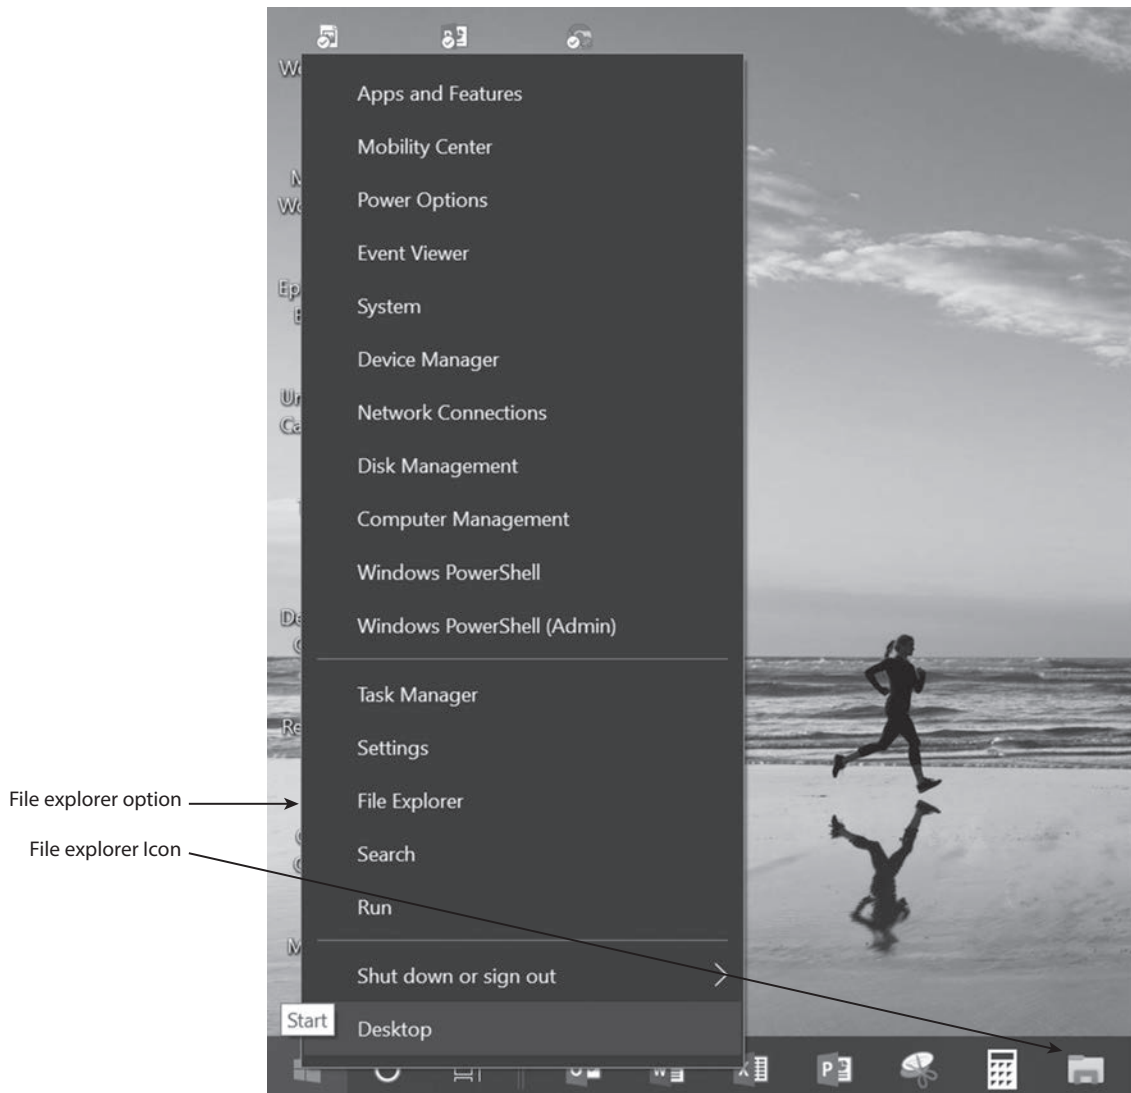 Apps and Features
Mobility Center
Power Options
Event Viewer
System
Device Manager
Network Connections
Disk Management
Computer Management
Windows PowerShell
Windows PowerShell (Admin)
Task Manager
Settings
File explorer option
File Explorer
File explorer Icon
Search
Run
Shut down or sign out
Start
Desktop